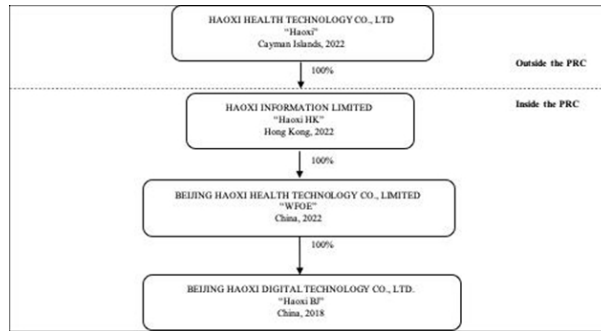 HAOXI HEALTH TECHNOLOGY CO., LTD
“Haoxi”
Cayman Islands, 2022
100%
Outside the PRC
Inside the PRC
HAOXI INFORMATION LIMITED
“Haoxi HK”
Hong Kong, 2022
100%
BEIJING HAOXI HEALTH TECHNOLOGY CO., LIMITED
“WFOE”
China, 2022
100%
BEIJING HAOXI DIGITAL TECHNOLOGY CO., LTD.
“Haoxi BJ”
China, 2018